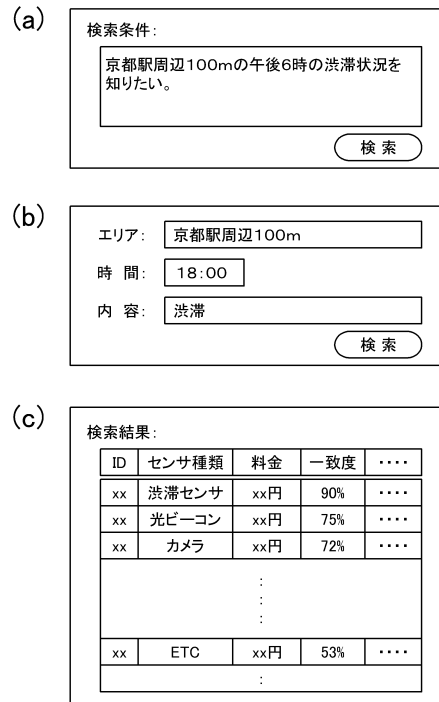 (a)
検索条件:
京都駅周辺100mの午後6時の渋滞状況を
知りたい。
検 索
(b)
エリア: 京都駅周辺100m
時 間: 18:00
内 容: 渋滞
検 索
(c)
検索結果:
ID センサ種類 料金 一致度 ････
xx 渋滞センサ xx円 90% ････
xx 光ビーコン xx円 75% ････
xx カメラ xx円 72% ････
:
:
:
xx ETC xx円 53% ････
: